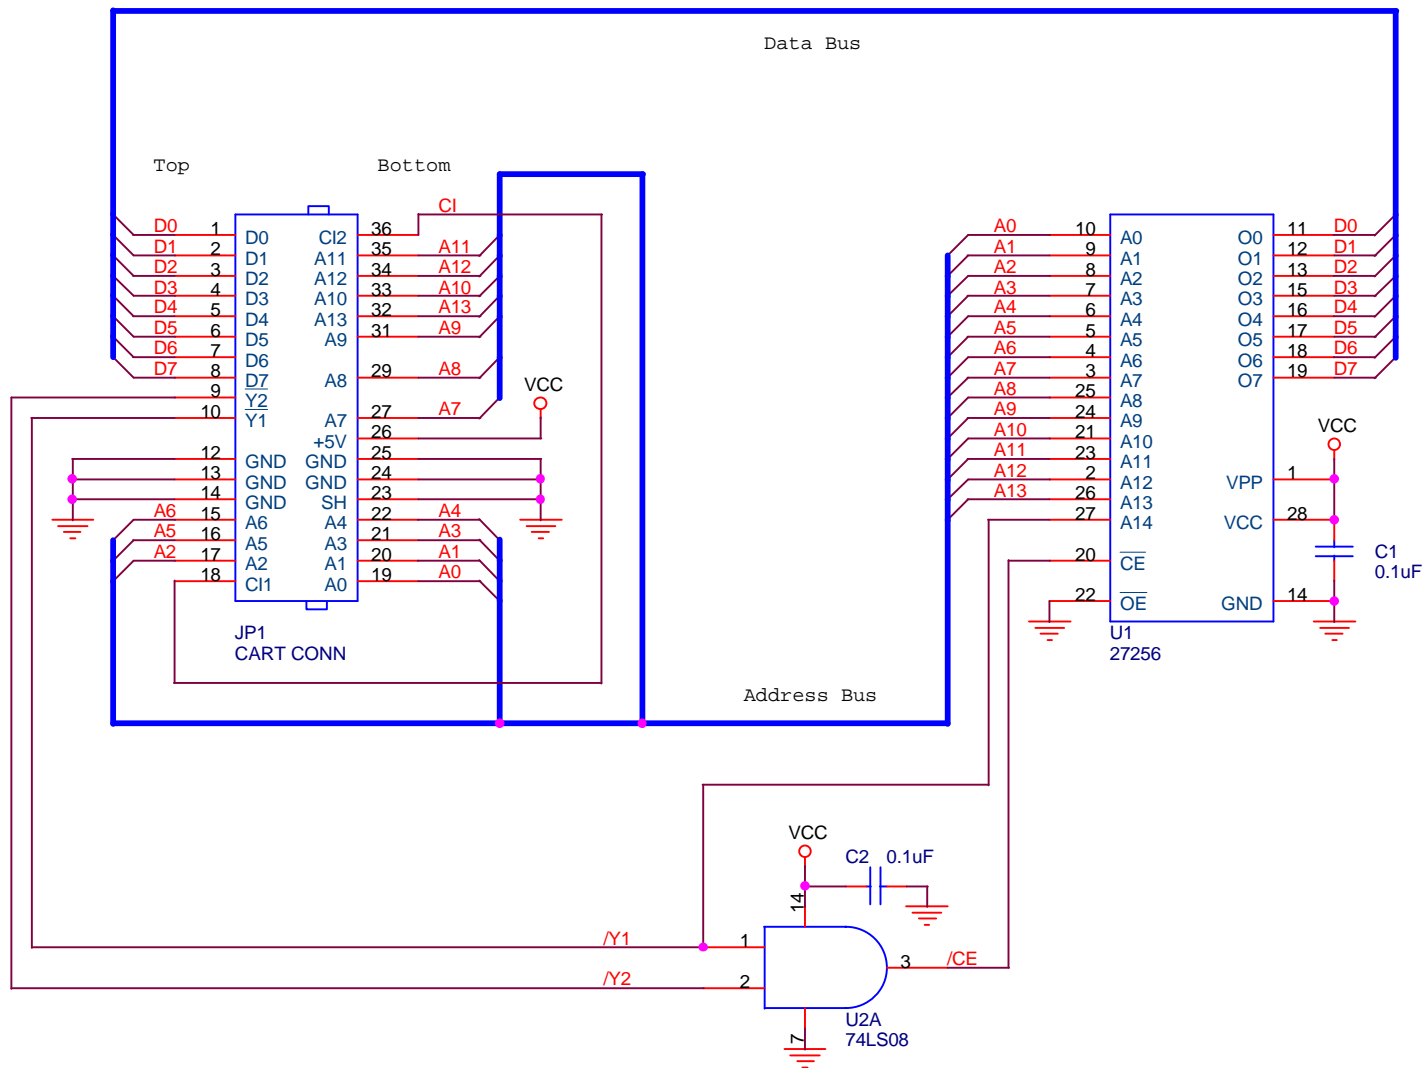 Data Bus
Top
Bottom
CI
D0 1 D0 CI2 36
D1 2 D1 A11 35 A11
D2 3 D2 A12 34 A12
D3 4 D3 A10 33 A10
D4 5 D4 A13 32 A13
D5 6 D5 A9 31 A9
D6 7 D6
D7 8 D7 A8 29 A8
9 Y2
10 Y1 A7 27 A7
+5V 26
VCC
12 GND GND 25
13 GND GND 24
14 GND SH 23
A6 15 A6 A4 22 A4
A5 16 A5 A3 21 A3
A2 17 A2 A1 20 A1
18 CI1 A0 19 A0
JP1
CART CONN
A0 10 A0 O0 11 D0
A1 9 A1 O1 12 D1
A2 8 A2 O2 13 D2
A3 7 A3 O3 15 D3
A4 6 A4 O4 16 D4
A5 5 A5 O5 17 D5
A6 4 A6 O6 18 D6
A7 3 A7 O7 19 D7
A8 25 A8
A9 24 A9
A10 21 A10
A11 23 A11
A12 2 A12 VPP 1
A13 26 A13
27 A14 VCC 28
20 CE
22 OE GND 14
VCC
C1
0.1uF
U1
27256
Address Bus
VCC
C2 0.1uF
14
/Y1 1
3 /CE
/Y2 2
7
U2A
74LS08